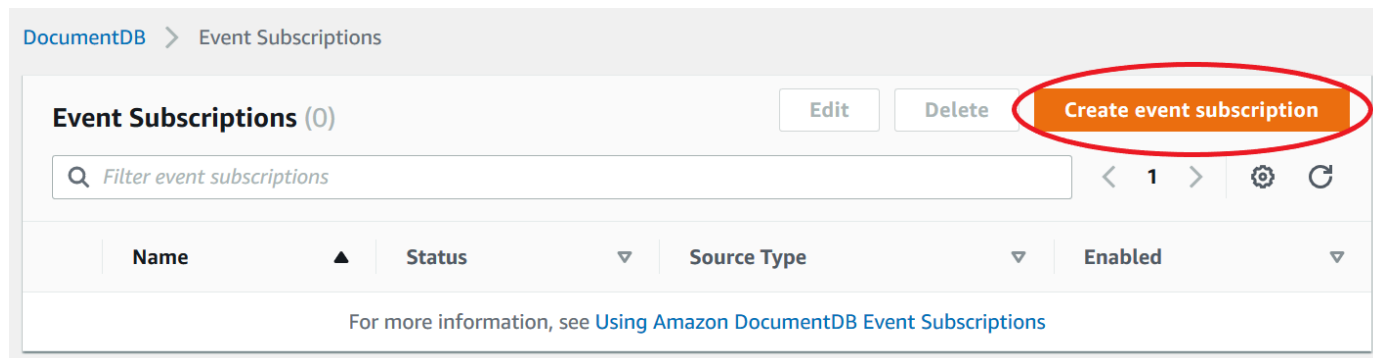 DocumentDB > Event Subscriptions
Event Subscriptions (0) Edit Delete Create event subscription
Filter event subscriptions < 1 >
Name Status Source Type Enabled
For more information, see Using Amazon DocumentDB Event Subscriptions